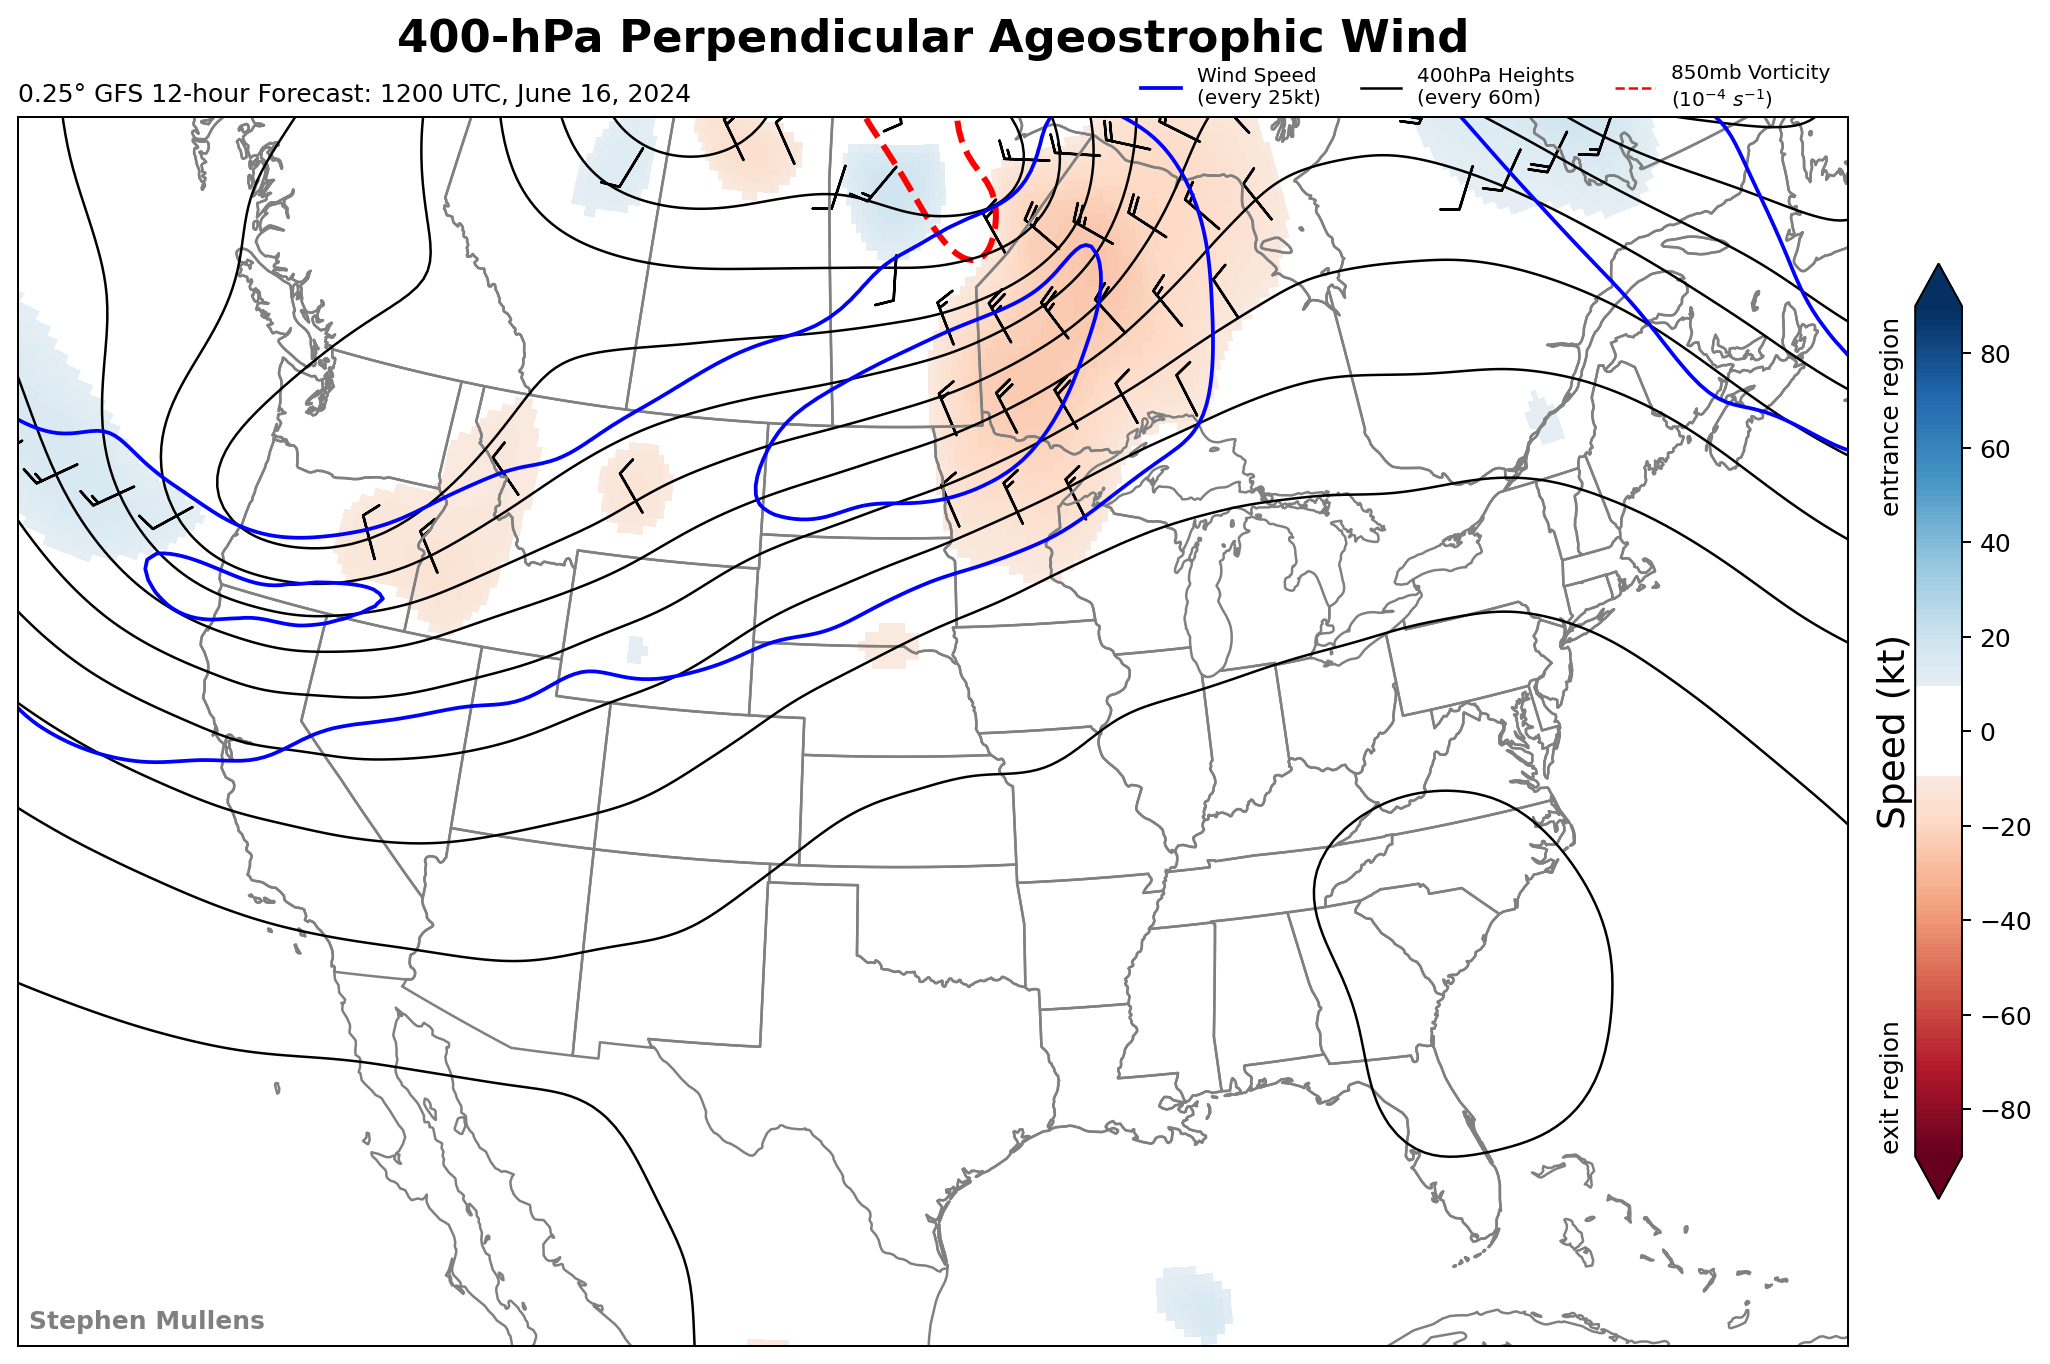 400-hPa Perpendicular Ageostrophic Wind
0.25° GFS 12-hour Forecast: 1200 UTC, June 16, 2024
Wind Speed
(every 25kt)
400hPa Heights
(every 60m)
850mb Vorticity
(10⁻⁴ s⁻¹)
entrance region
Speed (kt)
exit region
80
60
40
20
0
−20
−40
−60
−80
Stephen Mullens